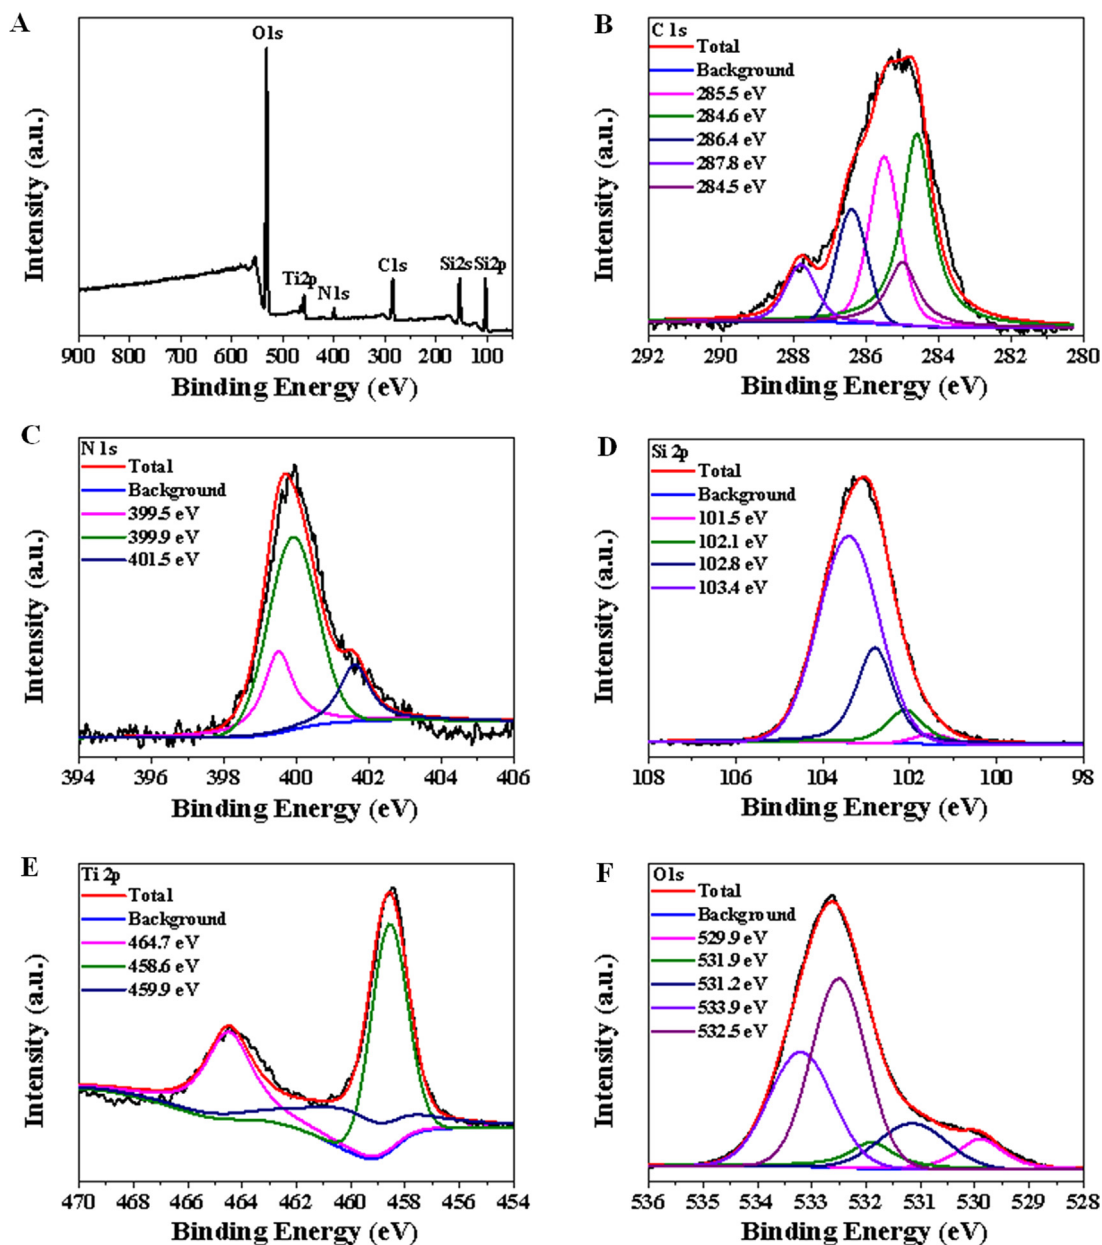 A
O1s
Ti2p
N1s
C1s
Si2s
Si2p
Intensity (a.u.)
900 800 700 600 500 400 300 200 100
Binding Energy (eV)
B
C 1s
Total
Background
285.5 eV
284.6 eV
286.4 eV
287.8 eV
284.5 eV
Intensity (a.u.)
292 290 288 286 284 282 280
Binding Energy (eV)
C
N 1s
Total
Background
399.5 eV
399.9 eV
401.5 eV
Intensity (a.u.)
394 396 398 400 402 404 406
Binding Energy (eV)
D
Si 2p
Total
Background
101.5 eV
102.1 eV
102.8 eV
103.4 eV
Intensity (a.u.)
108 106 104 102 100 98
Binding Energy (eV)
E
Ti 2p
Total
Background
464.7 eV
458.6 eV
459.9 eV
Intensity (a.u.)
470 468 466 464 462 460 458 456 454
Binding Energy (eV)
F
O1s
Total
Background
529.9 eV
531.9 eV
531.2 eV
533.9 eV
532.5 eV
Intensity (a.u.)
536 535 534 533 532 531 530 529 528
Binding Energy (eV)